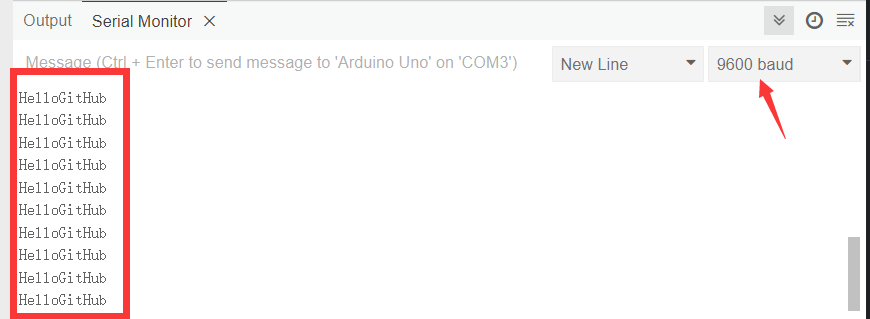 Output Serial Monitor
Message (Ctrl + Enter to send message to 'Arduino Uno' on 'COM3') New Line 9600 baud
HelloGitHub
HelloGitHub
HelloGitHub
HelloGitHub
HelloGitHub
HelloGitHub
HelloGitHub
HelloGitHub
HelloGitHub
HelloGitHub